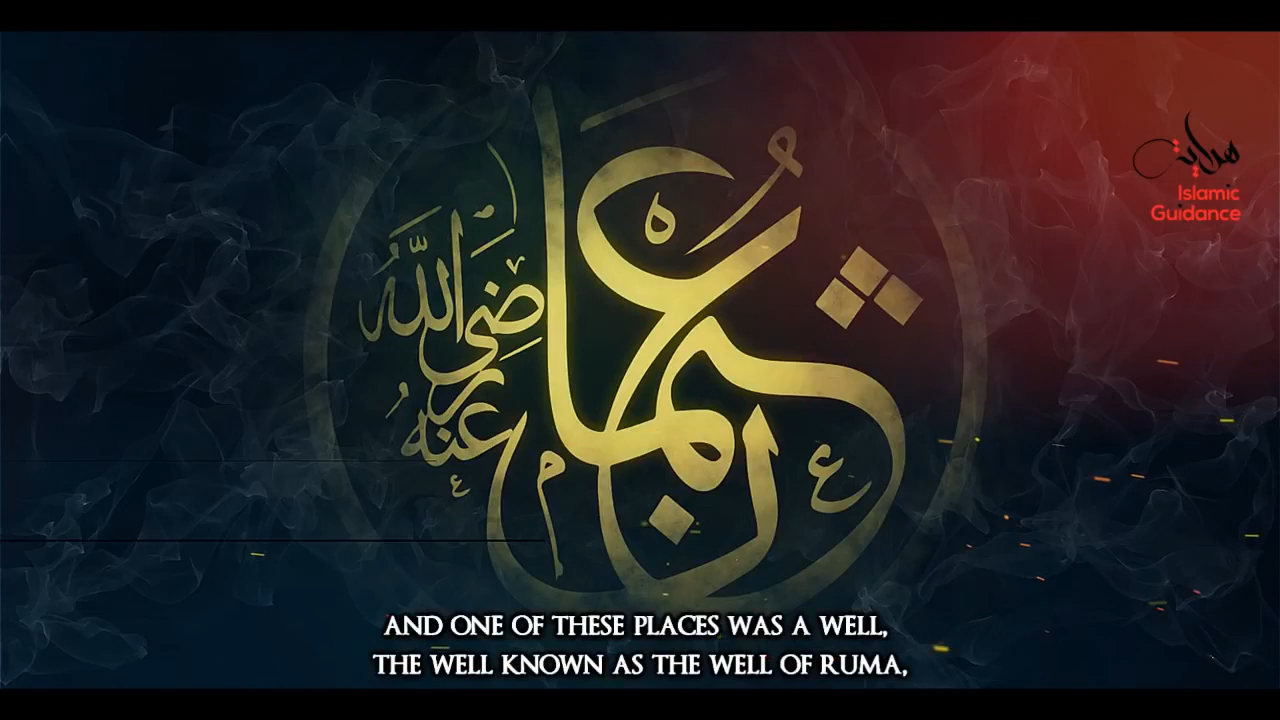 هداية
Islamic
Guidance
عثمان
رضي الله
عنه
AND ONE OF THESE PLACES WAS A WELL,
THE WELL KNOWN AS THE WELL OF RUMA,